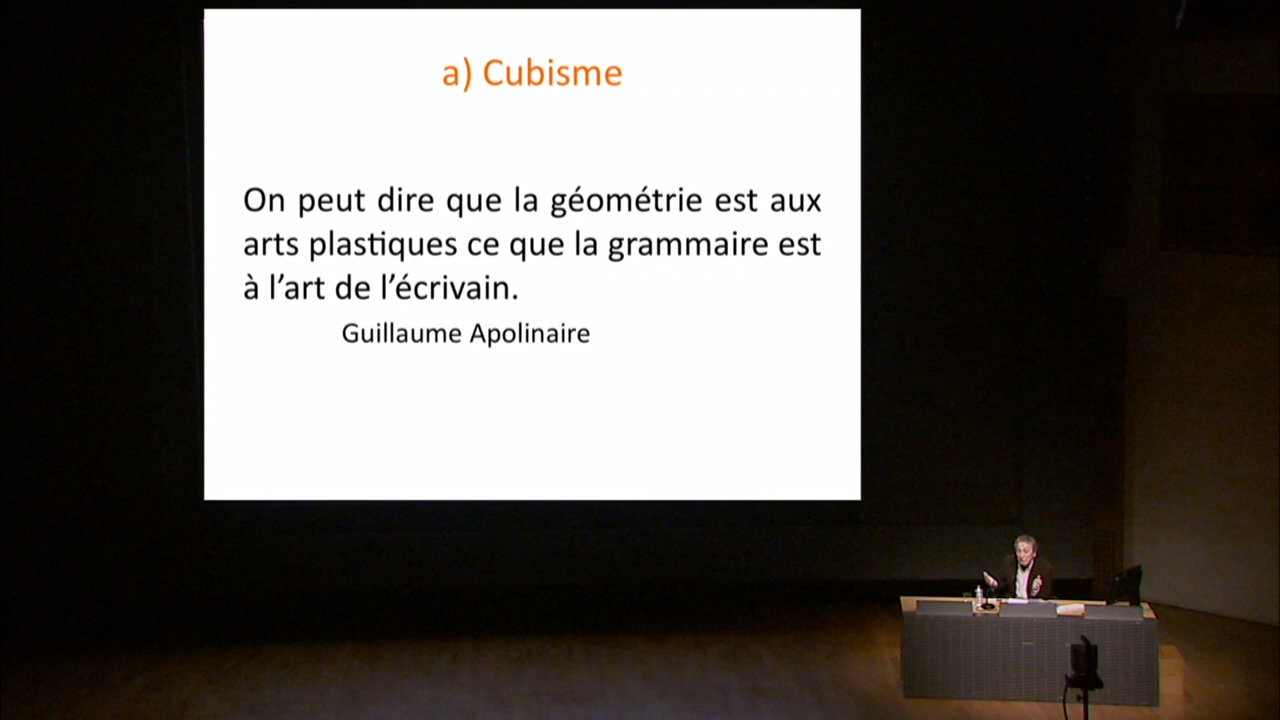 a) Cubisme
On peut dire que la géométrie est aux
arts plastiques ce que la grammaire est
à l’art de l’écrivain.
Guillaume Apolinaire